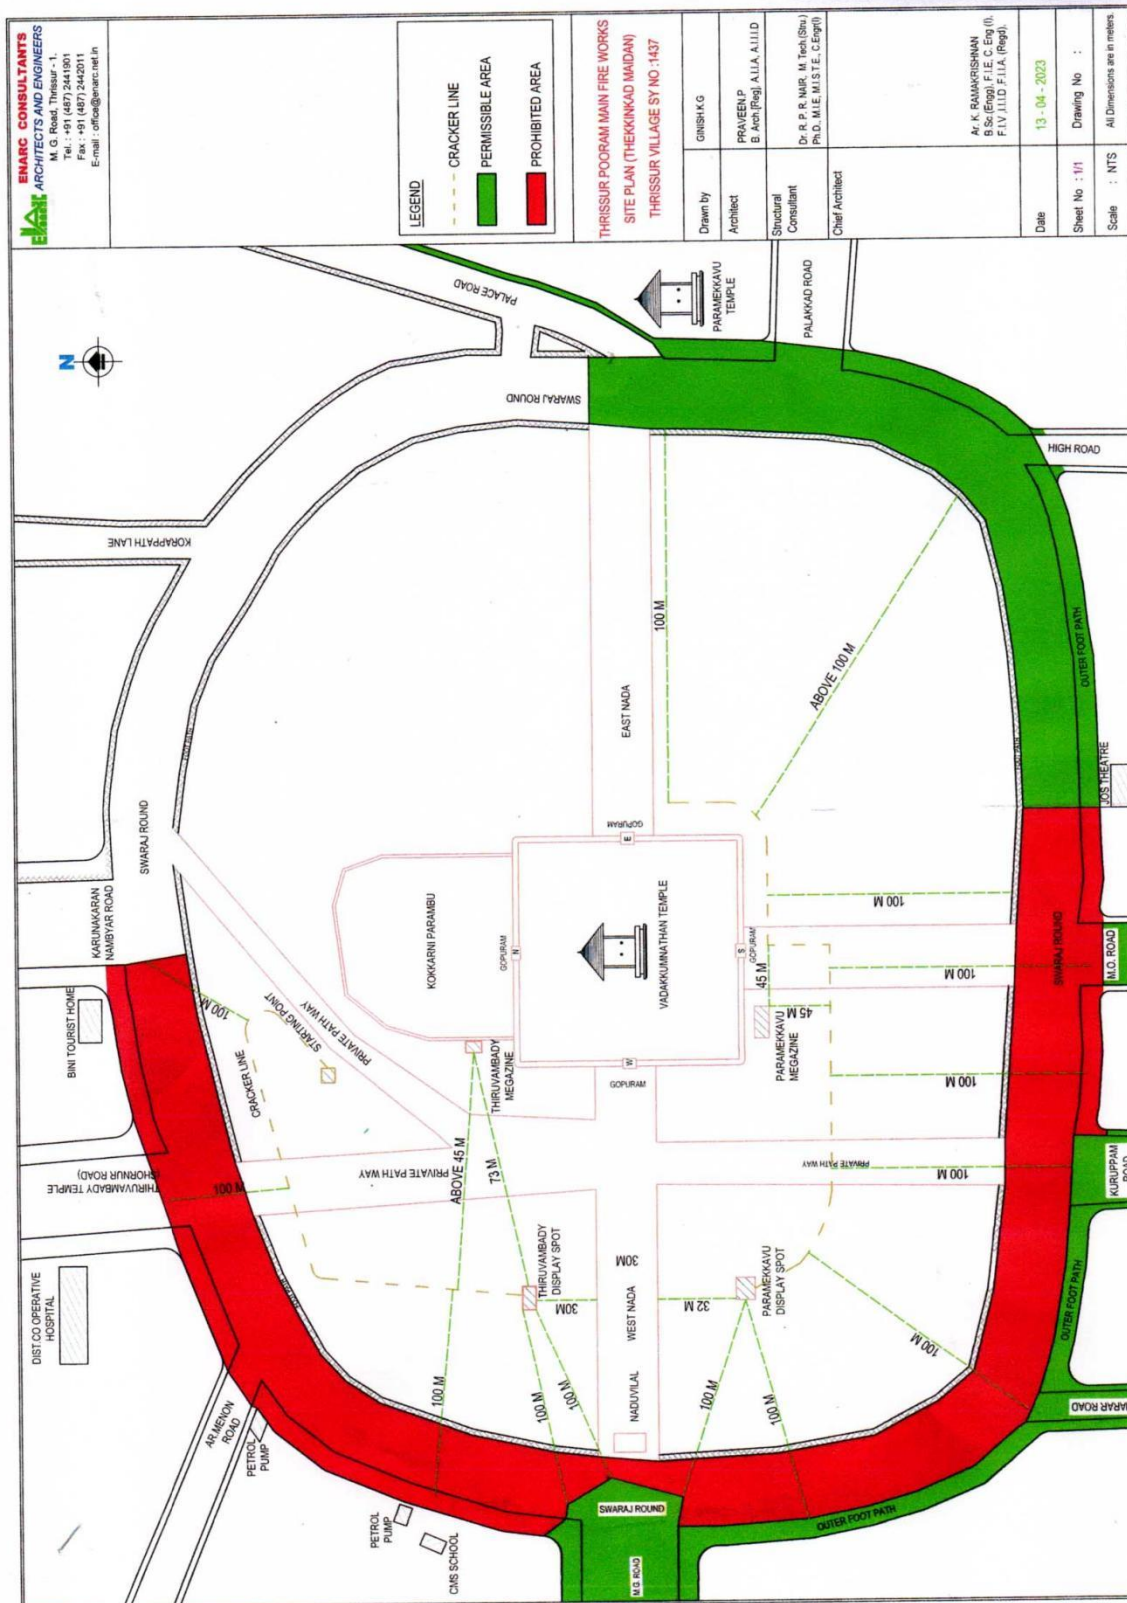 ENARC CONSULTANTS
ARCHITECTS AND ENGINEERS
M. G. Road, Thrissur - 1.
Tel. : +91 (487) 2441901
Fax : +91 (487) 2442011
E-mail : office@enarc.net.in
LEGEND
CRACKER LINE
PERMISSIBLE AREA
PROHIBITED AREA
THRISSUR POORAM MAIN FIRE WORKS
SITE PLAN (THEKKINKAD MAIDAN)
THRISSUR VILLAGE SY NO :1437
Drawn by
GINISH.K.G
Architect
PRAVEEN.P
B. Arch.[Reg]. A.I.I.A, A.I.I.I.D
Structural
Consultant
Dr. R. P. R. NAIR, M. Tech.(Stru.)
Ph.D., M.I.E, M.I.S.T.E., C.Engr(I)
Chief Architect
Ar. K. RAMAKRISHNAN
B.Sc.(Engg), F.I.E, C. Eng (I),
F.I.V ,I.I.I.D ,F.I.I.A, (Regd).
Date
13 - 04 - 2023
Sheet No : 1/1
Drawing No :
Scale : NTS
All Dimensions are in meters.
N
KORAPPATH LANE
PALACE ROAD
SWARAJ ROUND
PARAMEKKAVU
TEMPLE
PALAKKAD ROAD
HIGH ROAD
KARUNAKARAN
NAMBYAR ROAD
SWARAJ ROUND
BINI TOURIST HOME
THIRUVAMBADY TEMPLE
(SHORNUR ROAD)
DIST.CO OPERATIVE
HOSPITAL
AR.MENON
ROAD
PETROL
PUMP
PETROL
PUMP
CMS SCHOOL
100 M
CRACKER LINE
STARTING POINT
PRIVATE PATH WAY
100 M
PRIVATE PATH WAY
KOKKARNI PARAMBU
GOPURAM
N
THIRUVAMBADY
MEGAZINE
ABOVE 45 M
73 M
100 M
THIRUVAMBADY
DISPLAY SPOT
30M
100 M
100 M
VADAKKUMNATHAN TEMPLE
GOPURAM
E
GOPURAM
W
GOPURAM
S
EAST NADA
WEST NADA
30M
NADUVILAL
100 M
ABOVE 100 M
45 M
45 M
PARAMEKKAVU
MEGAZINE
PRIVATE PATH WAY
32 M
PARAMEKKAVU
DISPLAY SPOT
100 M
100 M
100 M
100 M
100 M
100 M
100 M
SWARAJ ROUND
M.G. ROAD
OUTER FOOT PATH
OUTER FOOT PATH
KURUPPAM
ROAD
SWARAJ ROUND
M.O. ROAD
JOS THEATRE
OUTER FOOT PATH